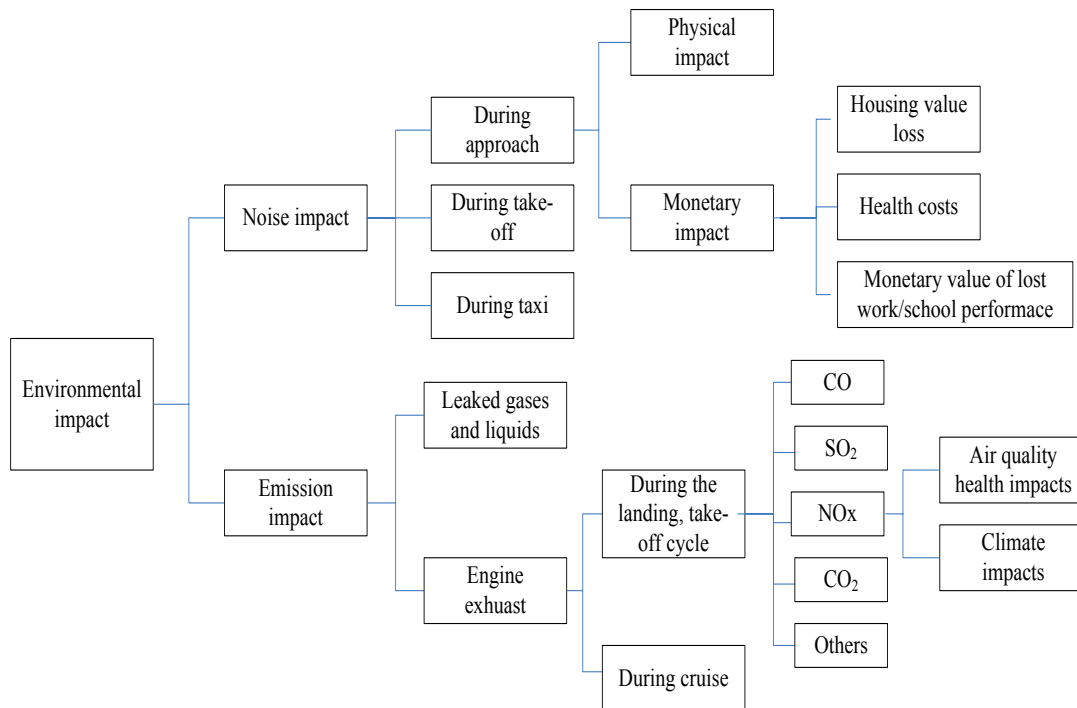 Physical
impact
During
approach
Housing value
loss
Noise impact
During take-
off
Monetary
impact
Health costs
During taxi
Monetary value of lost
work/school performace
Environmental
impact
Leaked gases
and liquids
CO
SO₂
Air quality
health impacts
Emission
impact
During the
landing, take-
off cycle
NOx
Climate
impacts
Engine
exhuast
CO₂
Others
During cruise